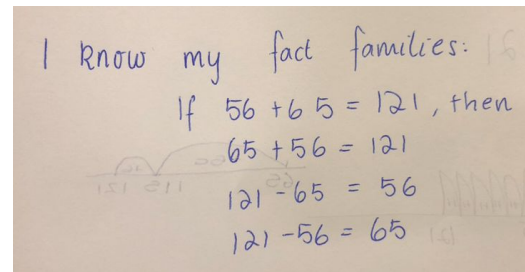 I know my fact families:
If 56 + 65 = 121, then
65 + 56 = 121
121 - 65 = 56
121 - 56 = 65